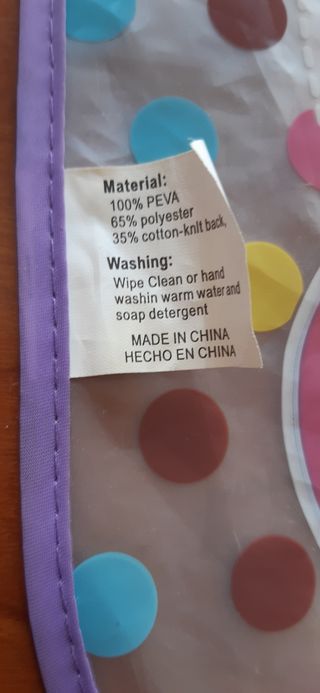 Material:
100% PEVA
65% polyester
35% cotton-knlt back,
Washing:
Wipe Clean or hand
washin warm water and
soap detergent
MADE IN CHINA
HECHO EN CHINA